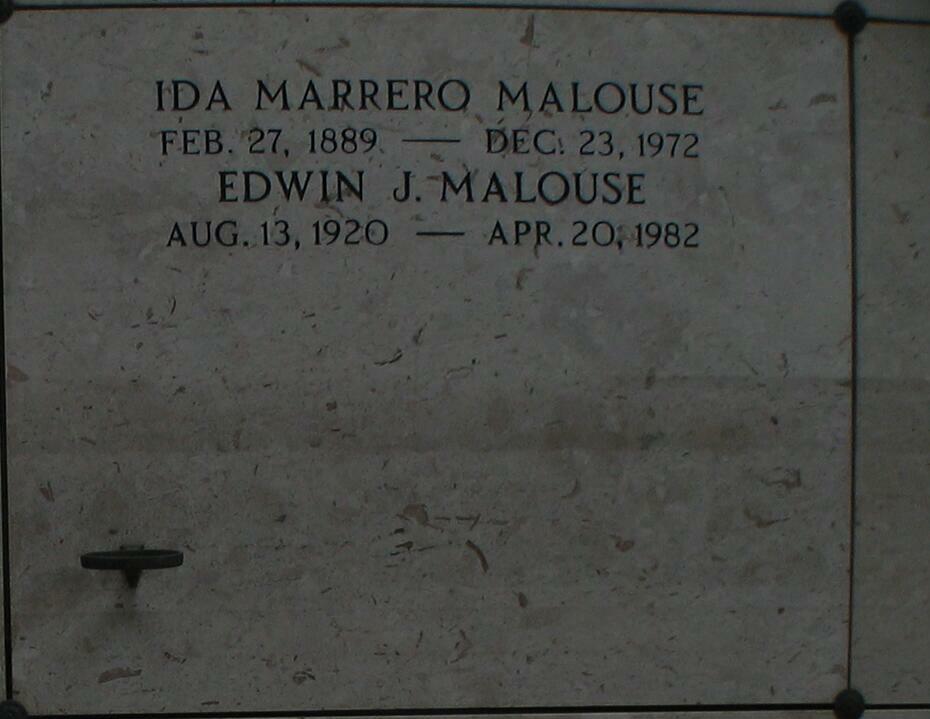 IDA MARRERO MALOUSE
FEB. 27, 1889 — DEC. 23, 1972
EDWIN J. MALOUSE
AUG. 13, 1920 — APR. 20, 1982